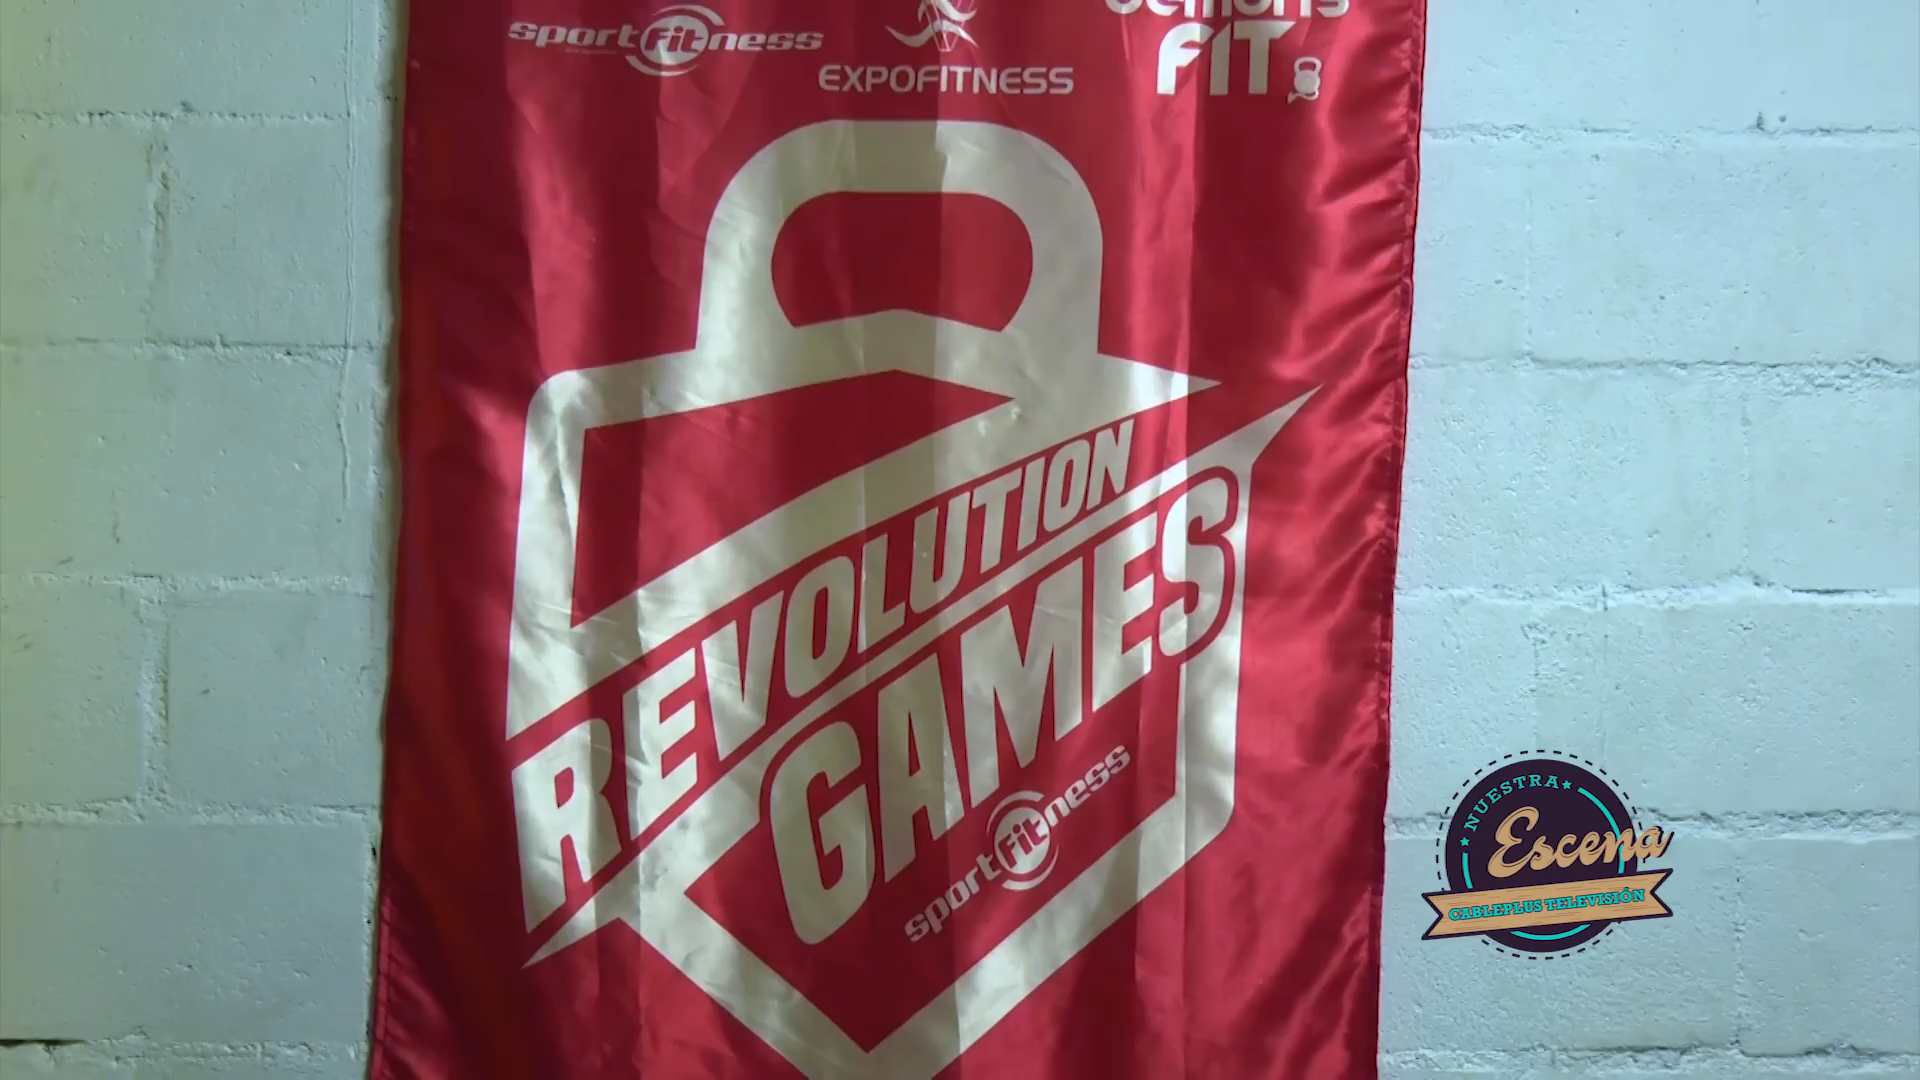 sportfitness
EXPOFITNESS
FIT
REVOLUTION
GAMES
sportfitness
NUESTRA
Escena
CABLEPLUS TELEVISIÓN